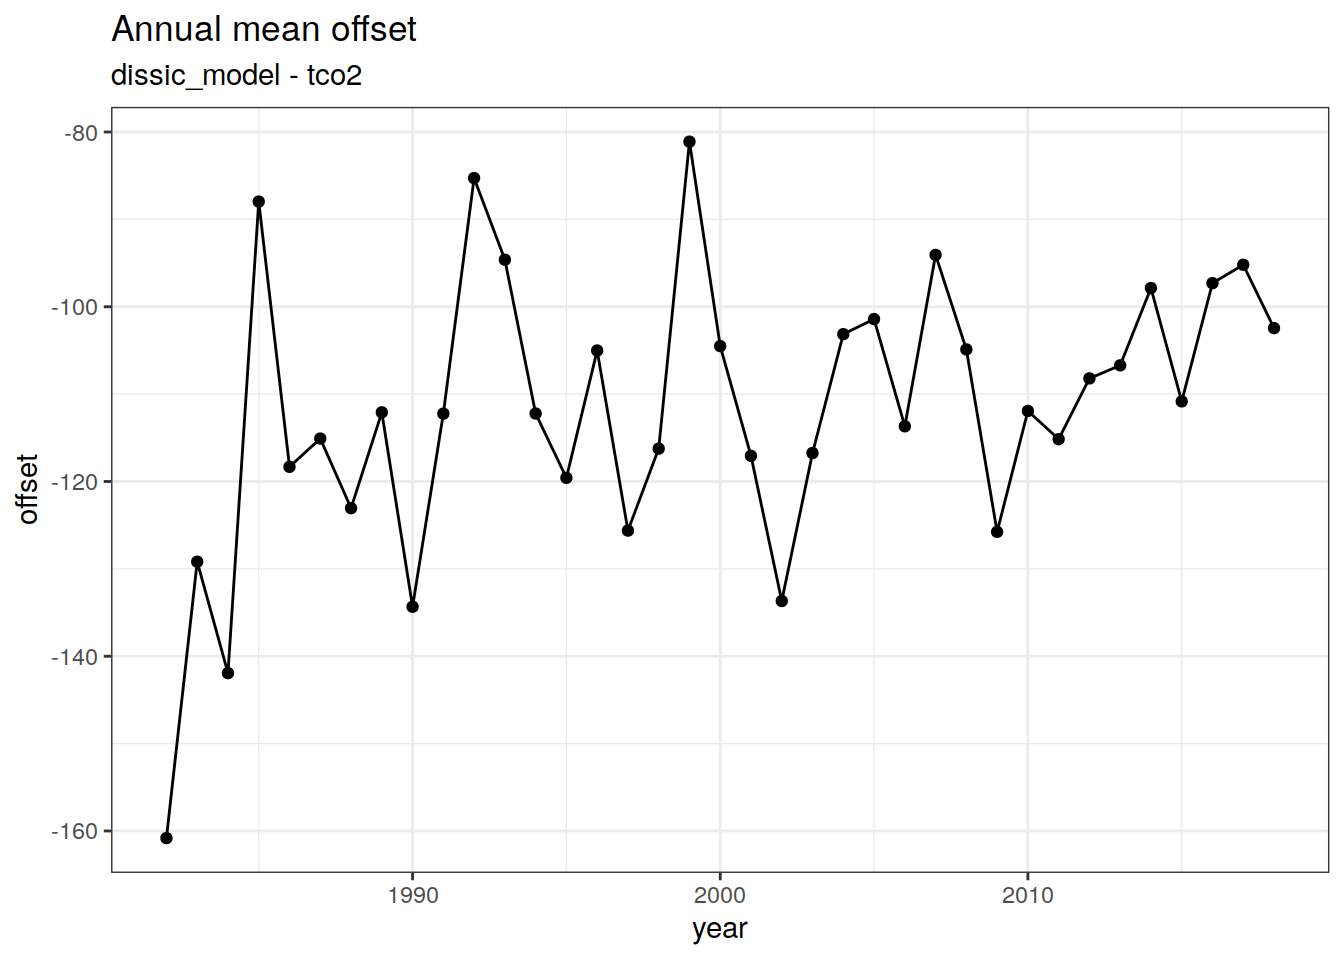 Annual mean offset
dissic_model - tco2
-80
-100
-120
-140
-160
offset
1990 2000 2010
year